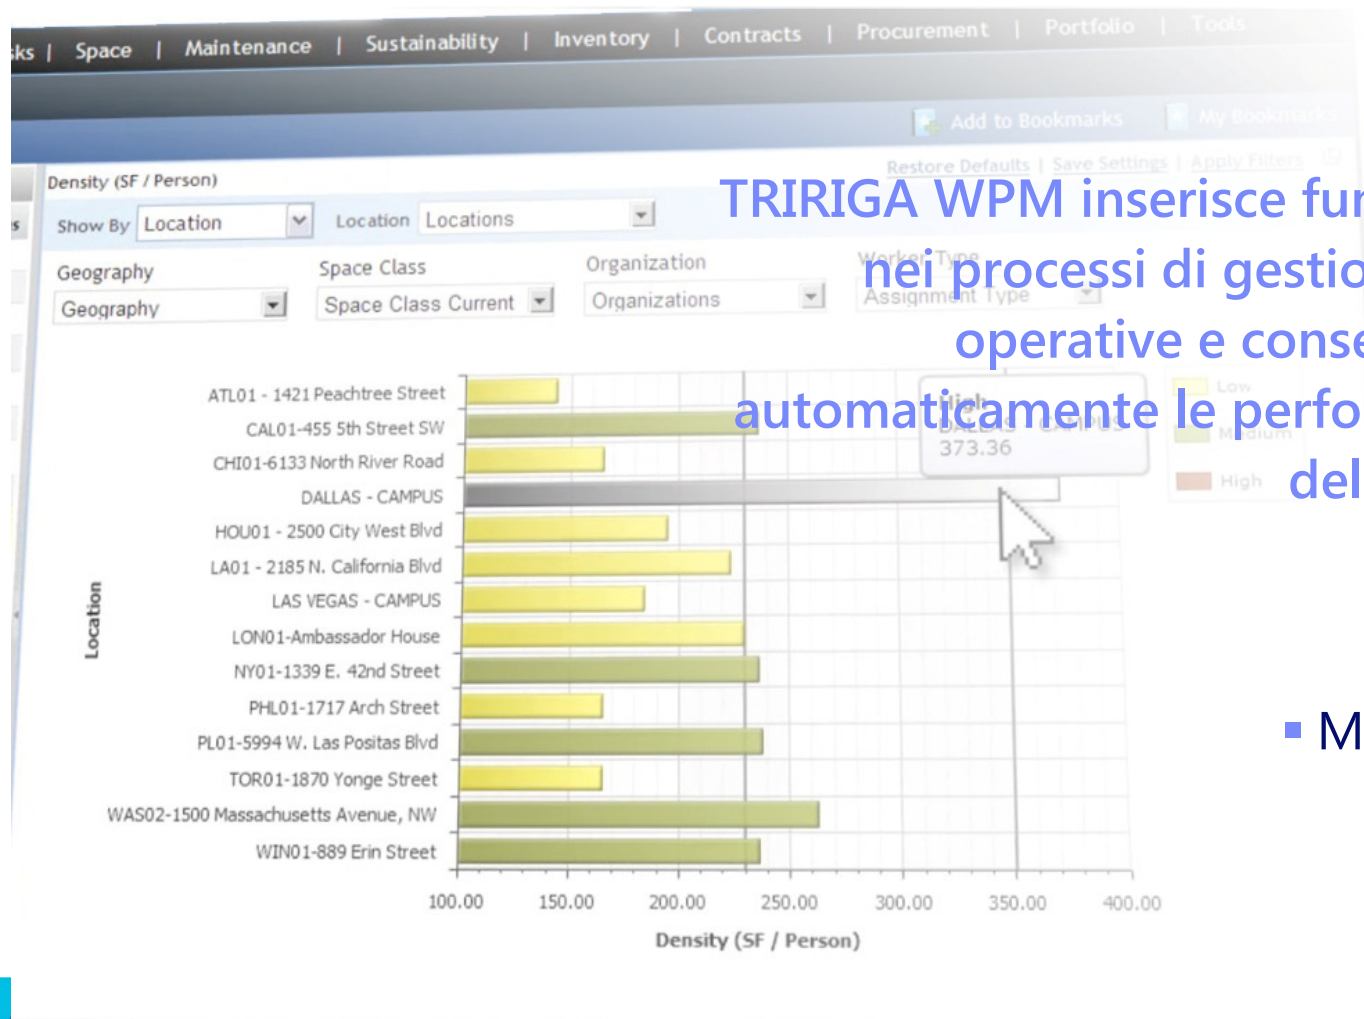 ks | Space | Maintenance | Sustainability | Inventory | Contracts | Procurement | Portfolio | Tools
Add to Bookmarks My Bookmarks
Restore Defaults | Save Settings | Apply Filters
Density (SF / Person)
s
Show By Location Location Locations
Geography Space Class Organization Worker Type
Geography Space Class Current Organizations Assignment Type
TRIRIGA WPM inserisce fun
nei processi di gestio
operative e conse
automaticamente le perfo
del
▪ M
High
DALLAS - CAMPUS
373.36
Low
Medium
High
ATL01 - 1421 Peachtree Street
CAL01-455 5th Street SW
CHI01-6133 North River Road
DALLAS - CAMPUS
HOU01 - 2500 City West Blvd
LA01 - 2185 N. California Blvd
LAS VEGAS - CAMPUS
LON01-Ambassador House
NY01-1339 E. 42nd Street
PHL01-1717 Arch Street
PL01-5994 W. Las Positas Blvd
TOR01-1870 Yonge Street
WAS02-1500 Massachusetts Avenue, NW
WIN01-889 Erin Street
Location
100.00 150.00 200.00 250.00 300.00 350.00 400.00
Density (SF / Person)